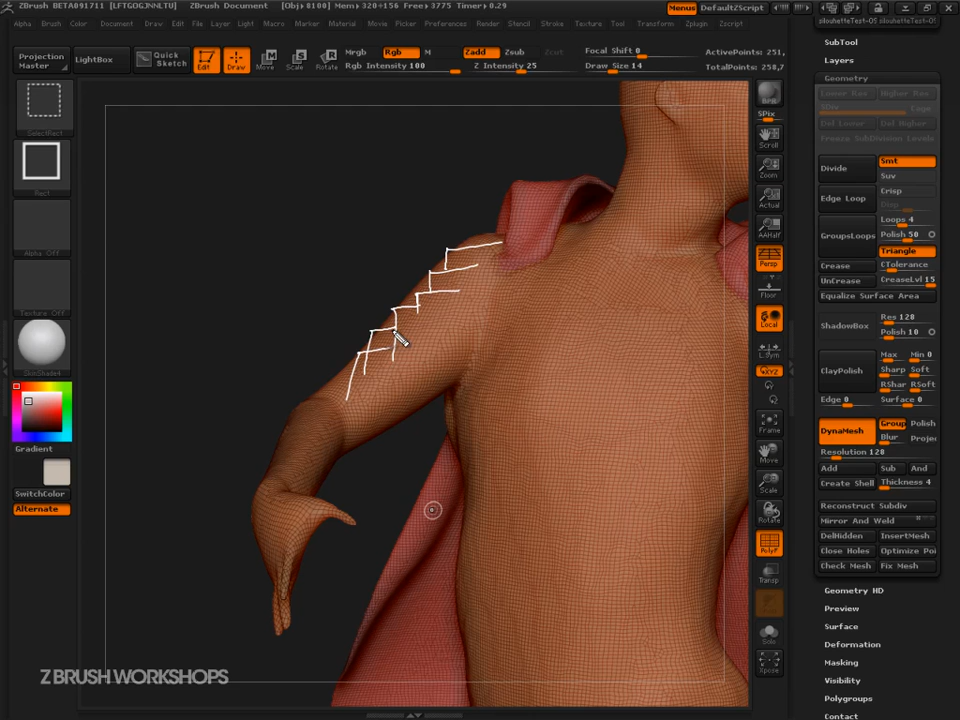 ZBrush BETA091711 [LFTGOGJNNLTU] ZBrush Document [Obj▸8100] Mem▸320+156 Free▸3775 Timer▸0.29
Menus DefaultZScript
Alpha Brush Color Document Draw Edit File Layer Light Macro Marker Material Movie Picker Preferences Render Stencil Stroke Texture Tool Transform Zplugin Zscript
Projection Master
LightBox
Quick Sketch
Edit Draw Move Scale Rotate
Mrgb Rgb M
Rgb Intensity 100
Zadd Zsub Zcut
Z Intensity 25
Focal Shift 0
Draw Size 14
ActivePoints: 251,
TotalPoints: 258,7
SelectRect
Rect
Alpha Off
Texture Off
SkinShade4
Gradient
SwitchColor
Alternate
BPR
SPix
Scroll
Zoom
Actual
AAHalf
Persp
Floor
Local
L.Sym
XYZ
Frame
Move
Scale
Rotate
PolyF
Transp
Solo
Xpose
SubTool
Layers
Geometry
Lower Res Higher Res
SDiv Cage
Del Lower Del Higher
Freeze SubDivision Levels
Divide Smt
Suv
Edge Loop Crisp
Disp
Loops 4
GroupsLoops Polish 50
Triangle
Crease CTolerance
UnCrease CreaseLvl 15
Equalize Surface Area
ShadowBox Res 128
Polish 10
ClayPolish Max Min 0
Sharp Soft
RShar RSoft
Edge 0 Surface 0
DynaMesh Group Polish
Blur Projec
Resolution 128
Add Sub And
Create Shell Thickness 4
Reconstruct Subdiv
Mirror And Weld
DelHidden InsertMesh
Close Holes Optimize Poi
Check Mesh Fix Mesh
Geometry HD
Preview
Surface
Deformation
Masking
Visibility
Polygroups
Contact
Z BRUSH WORKSHOPS